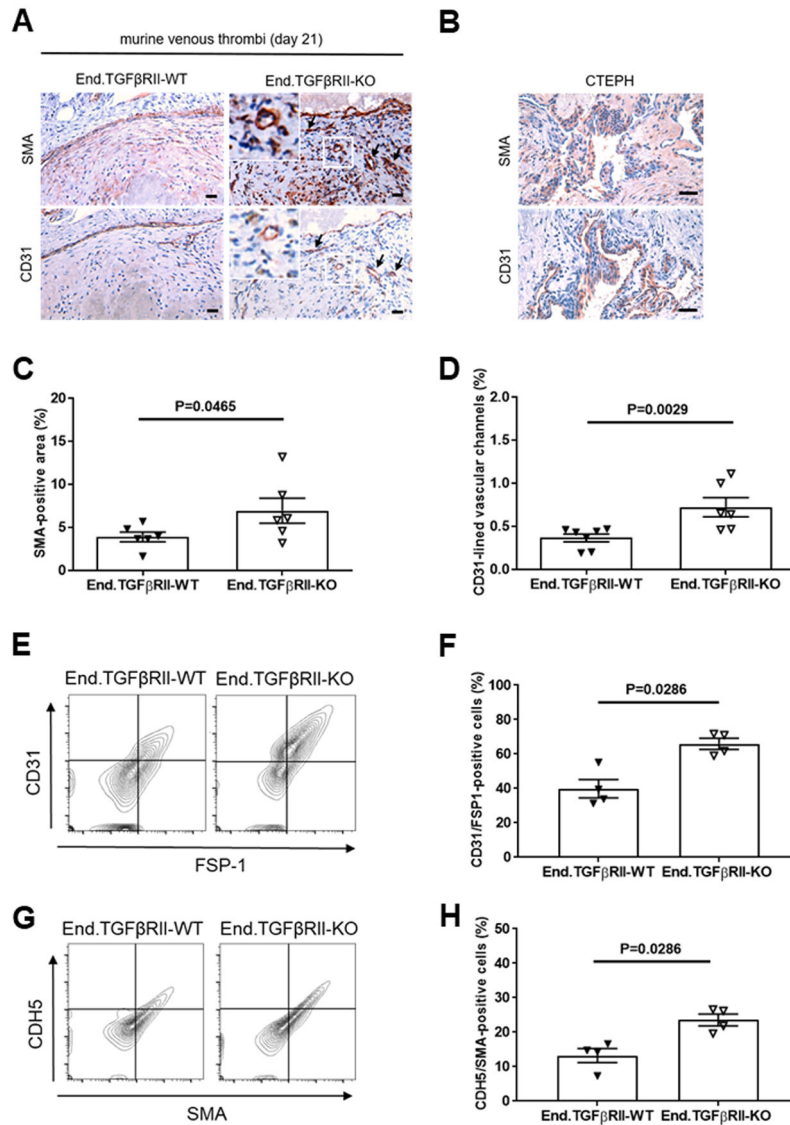 A
B
murine venous thrombi (day 21)
End.TGFβRII-WT
End.TGFβRII-KO
CTEPH
SMA
SMA
CD31
CD31
C
D
SMA-positive area (%)
20
15
10
5
0
P=0.0465
End.TGFβRII-WT
End.TGFβRII-KO
CD31-lined vascular channels (%)
2.0
1.5
1.0
0.5
0.0
P=0.0029
End.TGFβRII-WT
End.TGFβRII-KO
E
F
End.TGFβRII-WT
End.TGFβRII-KO
CD31
FSP-1
CD31/FSP1-positive cells (%)
100
80
60
40
20
0
P=0.0286
End.TGFβRII-WT
End.TGFβRII-KO
G
H
End.TGFβRII-WT
End.TGFβRII-KO
CDH5
SMA
CDH5/SMA-positive cells (%)
50
40
30
20
10
0
P=0.0286
End.TGFβRII-WT
End.TGFβRII-KO